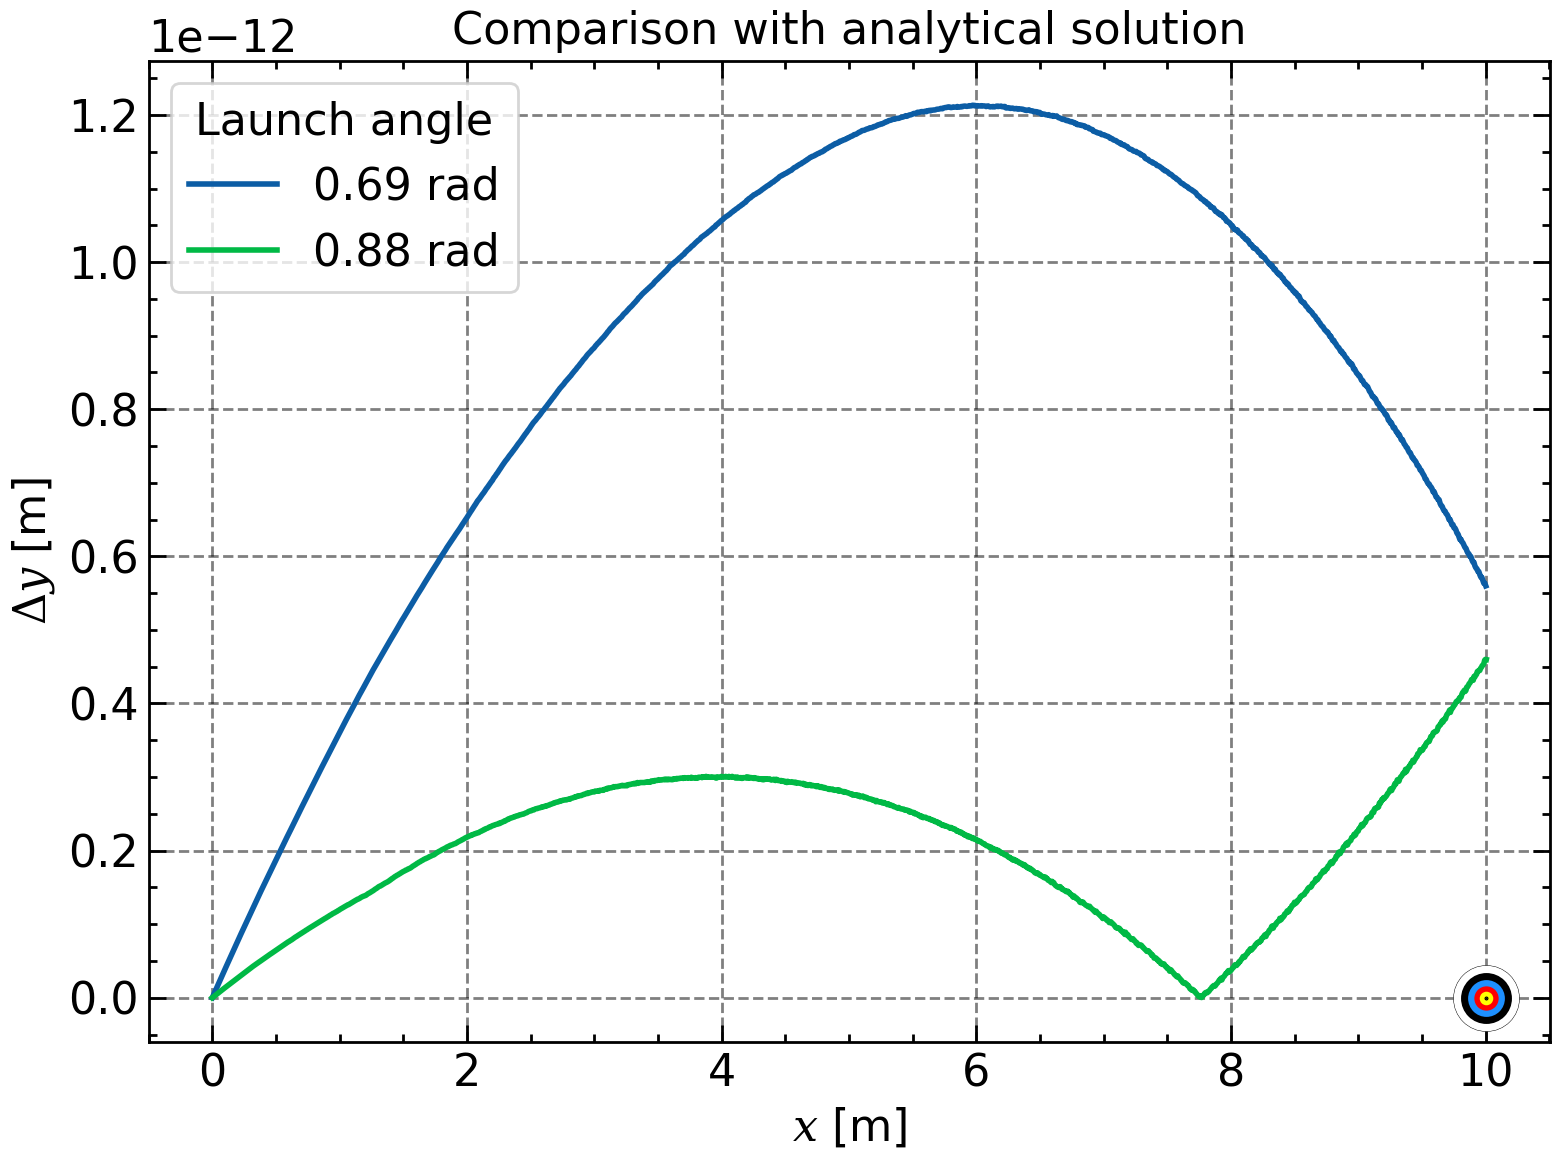 Comparison with analytical solution
1e−12
Launch angle
0.69 rad
0.88 rad
1.2
1.0
0.8
0.6
0.4
0.2
0.0
Δy [m]
0 2 4 6 8 10
x [m]